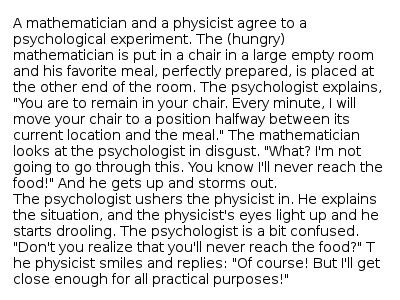 A mathematician and a physicist agree to a
psychological experiment. The (hungry)
mathematician is put in a chair in a large empty room
and his favorite meal, perfectly prepared, is placed at
the other end of the room. The psychologist explains,
"You are to remain in your chair. Every minute, I will
move your chair to a position halfway between its
current location and the meal." The mathematician
looks at the psychologist in disgust. "What? I'm not
going to go through this. You know I'll never reach the
food!" And he gets up and storms out.
The psychologist ushers the physicist in. He explains
the situation, and the physicist's eyes light up and he
starts drooling. The psychologist is a bit confused.
"Don't you realize that you'll never reach the food?" T
he physicist smiles and replies: "Of course! But I'll get
close enough for all practical purposes!"